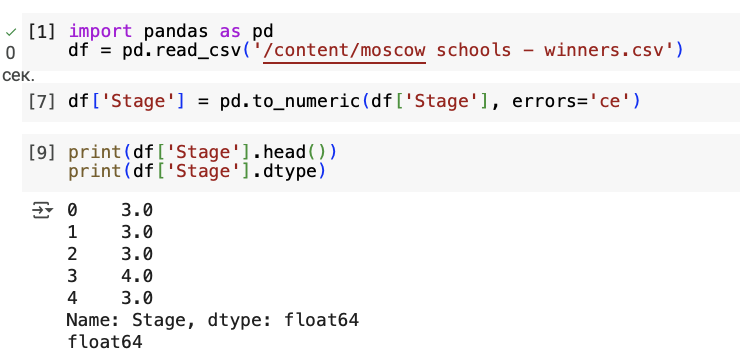 [1] import pandas as pd
0 df = pd.read_csv('/content/moscow schools – winners.csv')
сек.
[7] df['Stage'] = pd.to_numeric(df['Stage'], errors='ce')
[9] print(df['Stage'].head())
print(df['Stage'].dtype)
0 3.0
1 3.0
2 3.0
3 4.0
4 3.0
Name: Stage, dtype: float64
float64